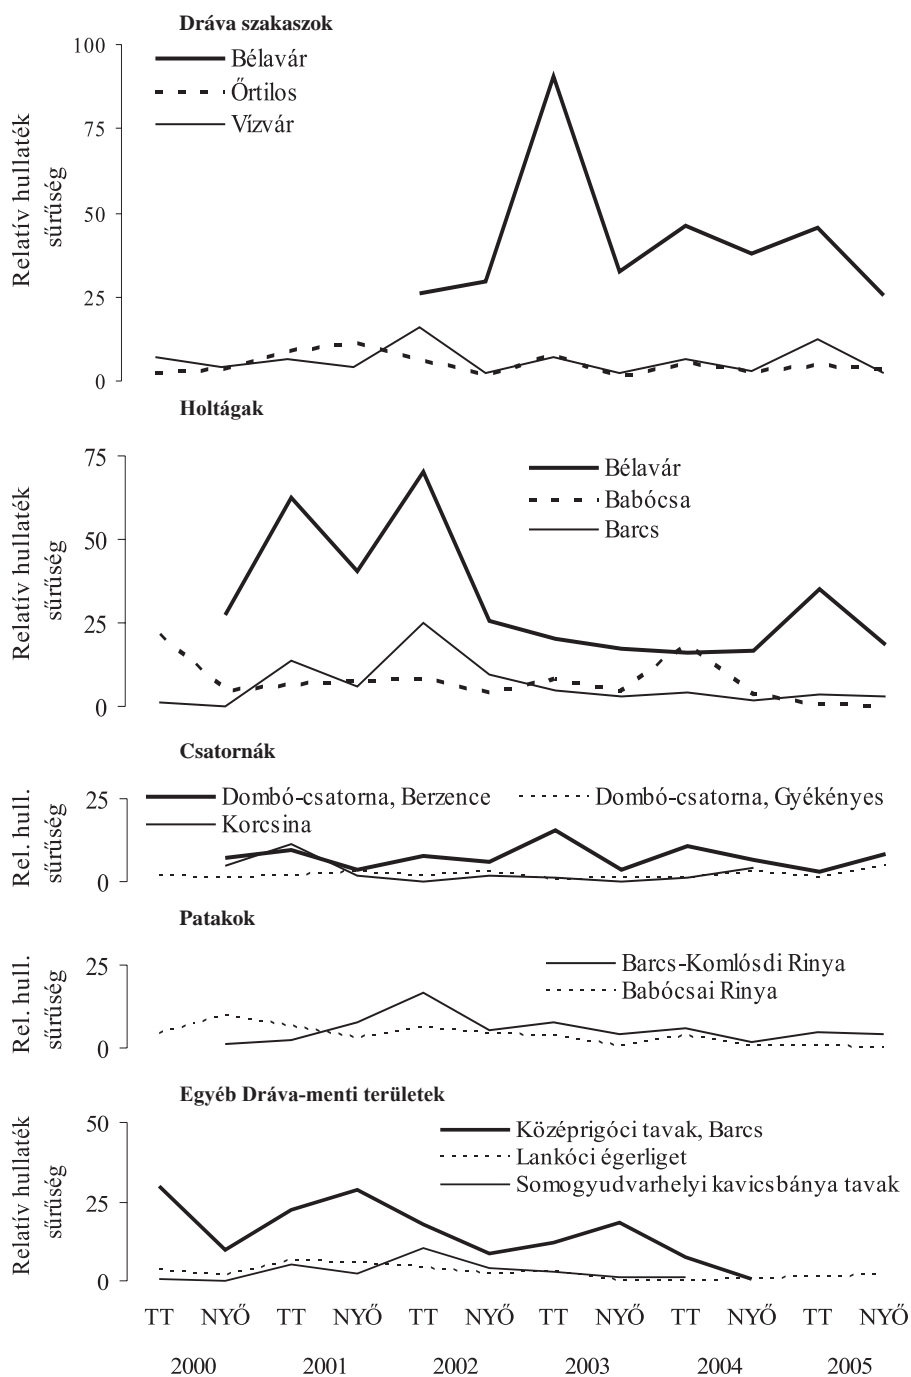 Dráva szakaszok
Relatív hullaték
sűrűség
100
75
50
25
0
Bélavár
Őrtilos
Vízvár
Holtágak
Relatív hullaték
sűrűség
75
50
25
0
Bélavár
Babócsa
Barcs
Csatornák
Rel. hull.
sűrűség
25
0
Dombó-csatorna, Berzence
Dombó-csatorna, Gyékényes
Korcsina
Patakok
Rel. hull.
sűrűség
25
0
Barcs-Komlósdi Rinya
Babócsai Rinya
Egyéb Dráva-menti területek
Relatív hullaték
sűrűség
50
25
0
Középrigóci tavak, Barcs
Lankóci égerliget
Somogyudvarhelyi kavicsbánya tavak
TT NYŐ TT NYŐ TT NYŐ TT NYŐ TT NYŐ TT NYŐ
2000 2001 2002 2003 2004 2005